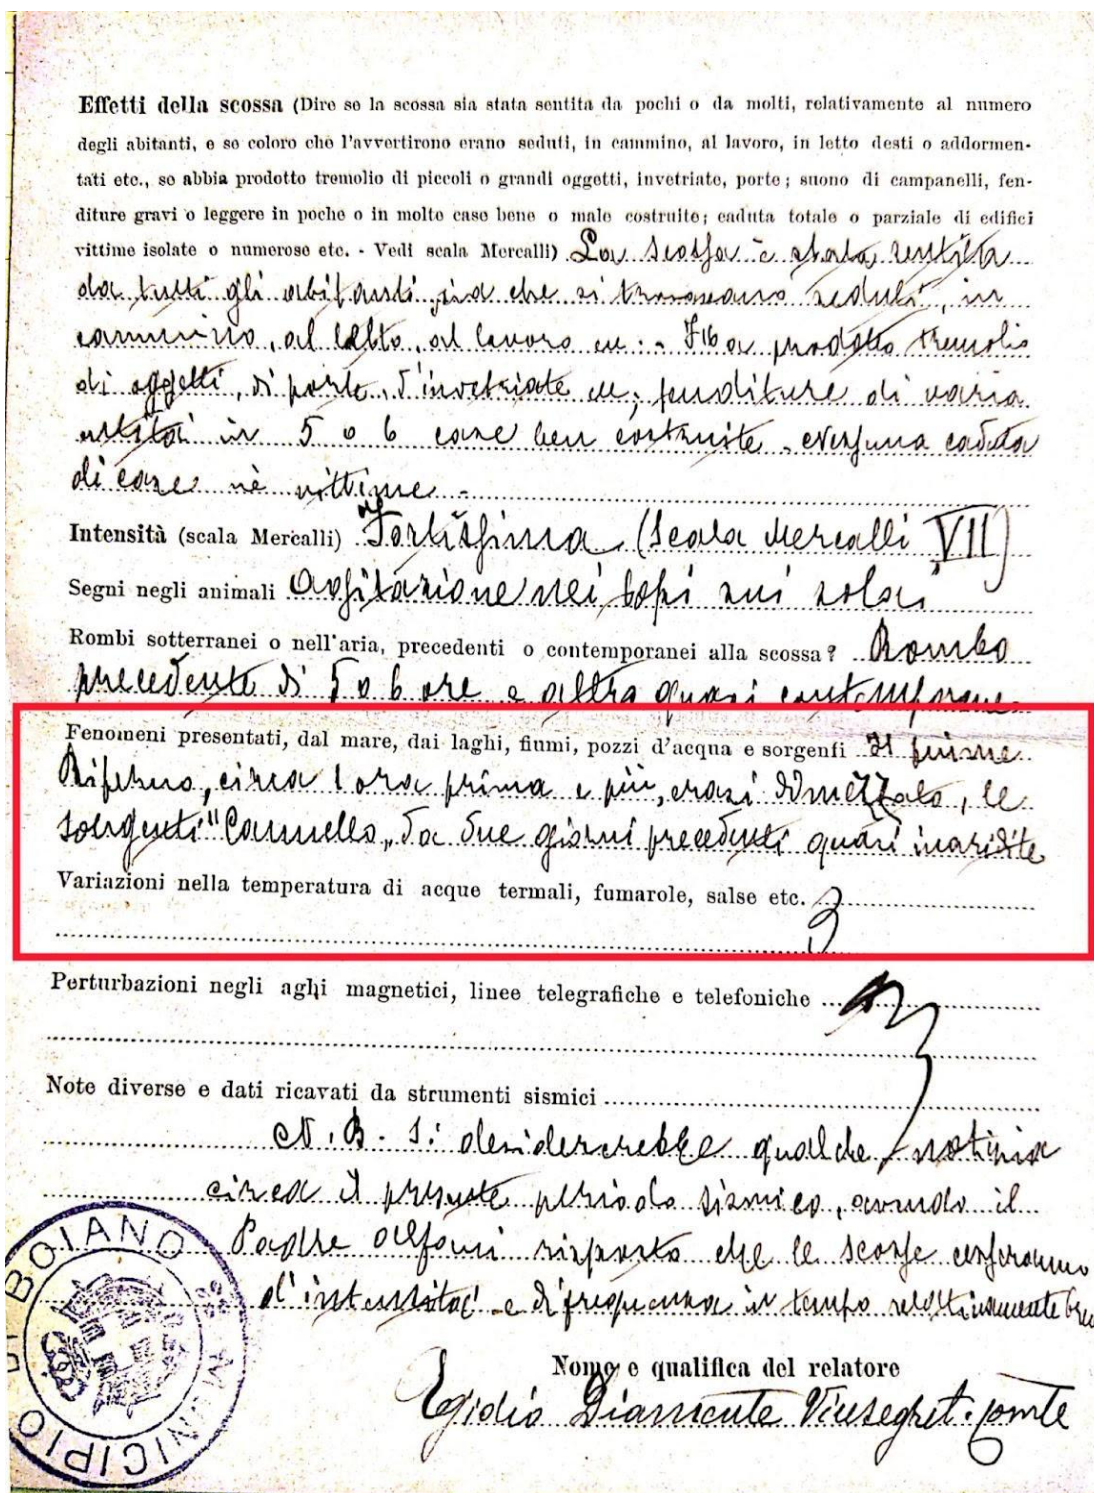 Effetti della scossa (Dire se la scossa sia stata sentita da pochi o da molti, relativamente al numero
degli abitanti, e se coloro che l'avvertirono erano seduti, in cammino, al lavoro, in letto desti o addormen-
tati etc., se abbia prodotto tremolio di piccoli o grandi oggetti, invetriate, porte; suono di campanelli, fen-
diture gravi o leggere in poche o in molte case bene o male costruite; caduta totale o parziale di edifici
vittime isolate o numerose etc. - Vedi scala Mercalli) La scossa è stata sentita
da tutti gli abitanti, sia che si trovavano seduti, in
cammino, al letto, al lavoro ec: - Ha prodotto tremolio
di oggetti, di porte, d'invetriate ec; fenditure di varia
entità in 5 o 6 case ben costruite - Nessuna caduta
di case nè vittime -
Intensità (scala Mercalli) Fortissima (Scala Mercalli VII)
Segni negli animali Agitazione nei topi sui solai
Rombi sotterranei o nell'aria, precedenti o contemporanei alla scossa? Rombo
precedente di 5 o 6 ore e altro quasi contemporane
Fenomeni presentati, dal mare, dai laghi, fiumi, pozzi d'acqua e sorgenti Il fiume
Biferno, circa 1 ora prima e più, erasi dimezzato, le
sorgenti "Cannello" da due giorni precedenti quasi inaridite
Variazioni nella temperatura di acque termali, fumarole, salse etc.
Perturbazioni negli aghi magnetici, linee telegrafiche e telefoniche
Note diverse e dati ricavati da strumenti sismici
N. B. Si desidererebbe qualche notizia
circa il presente periodo sismico, avendo il
Padre Alfani risposto che le scosse cesseranno
d'intensità e di frequenza in tempo relativamente breve
Nome e qualifica del relatore
Egidio Diamente Vicesegret. Comle
MUNICIPIO DI BOIANO